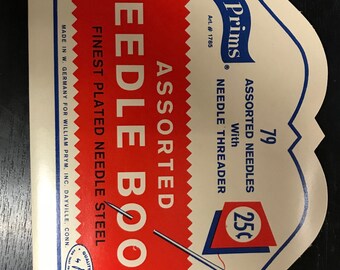 Prims
®
Art. # 1785
79
ASSORTED NEEDLES
With
NEEDLE THREADER
25¢
ASSORTED
EEDLE BOO
FINEST PLATED NEEDLE STEEL
MADE IN W. GERMANY FOR WILLIAM PRYM, INC. DAYVILLE, CONN.